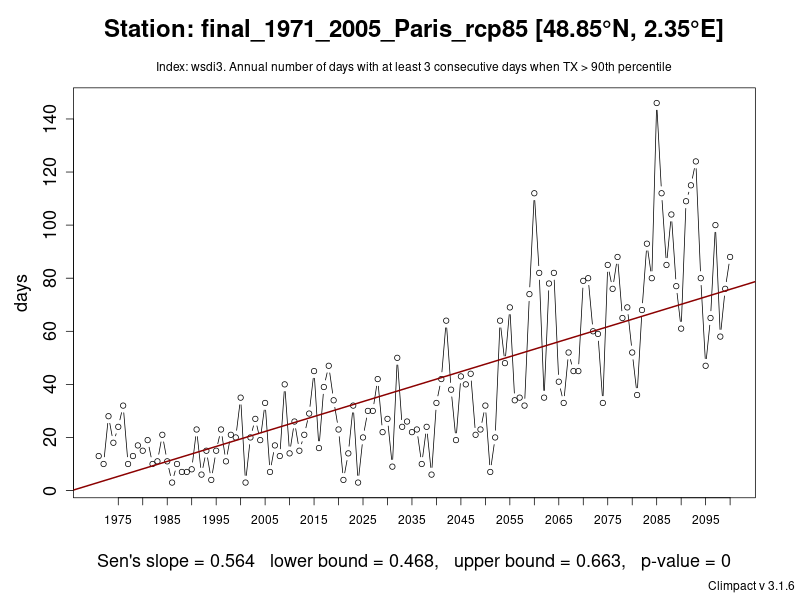 Station: final_1971_2005_Paris_rcp85 [48.85°N, 2.35°E]
Index: wsdi3. Annual number of days with at least 3 consecutive days when TX > 90th percentile
days
140
120
100
80
60
40
20
0
1975 1985 1995 2005 2015 2025 2035 2045 2055 2065 2075 2085 2095
Sen's slope = 0.564 lower bound = 0.468, upper bound = 0.663, p-value = 0
Climpact v 3.1.6